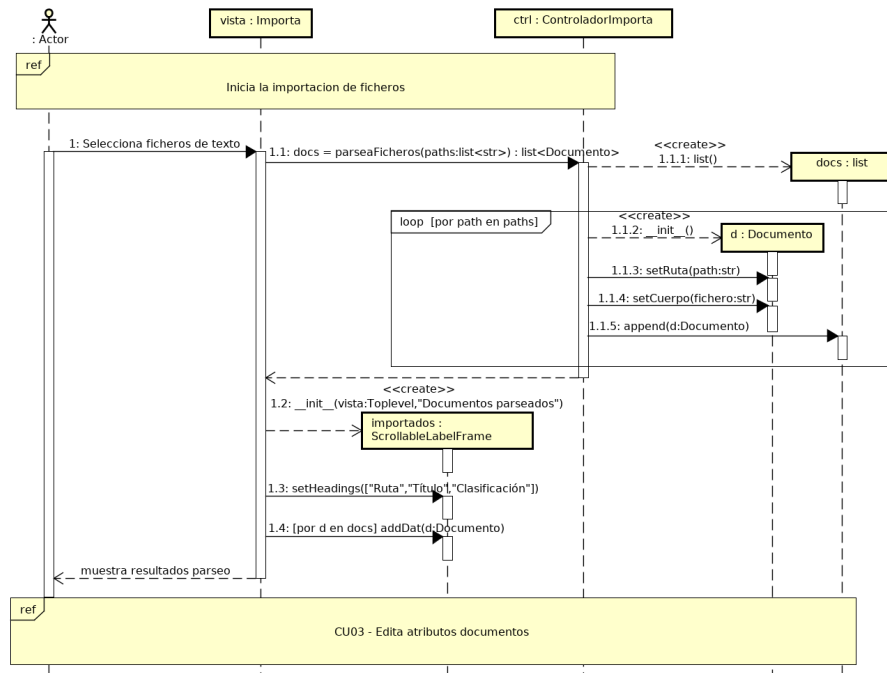 : Actor
vista : Importa
ctrl : ControladorImporta
ref
Inicia la importacion de ficheros
1: Selecciona ficheros de texto
1.1: docs = parseaFicheros(paths:list<str>) : list<Documento>
<<create>>
1.1.1: list()
docs : list
loop [por path en paths]
<<create>>
1.1.2: __init__()
d : Documento
1.1.3: setRuta(path:str)
1.1.4: setCuerpo(fichero:str)
1.1.5: append(d:Documento)
<<create>>
1.2: __init__(vista:Toplevel,"Documentos parseados")
importados :
ScrollableLabelFrame
1.3: setHeadings(["Ruta","Título","Clasificación"])
1.4: [por d en docs] addDat(d:Documento)
muestra resultados parseo
ref
CU03 - Edita atributos documentos